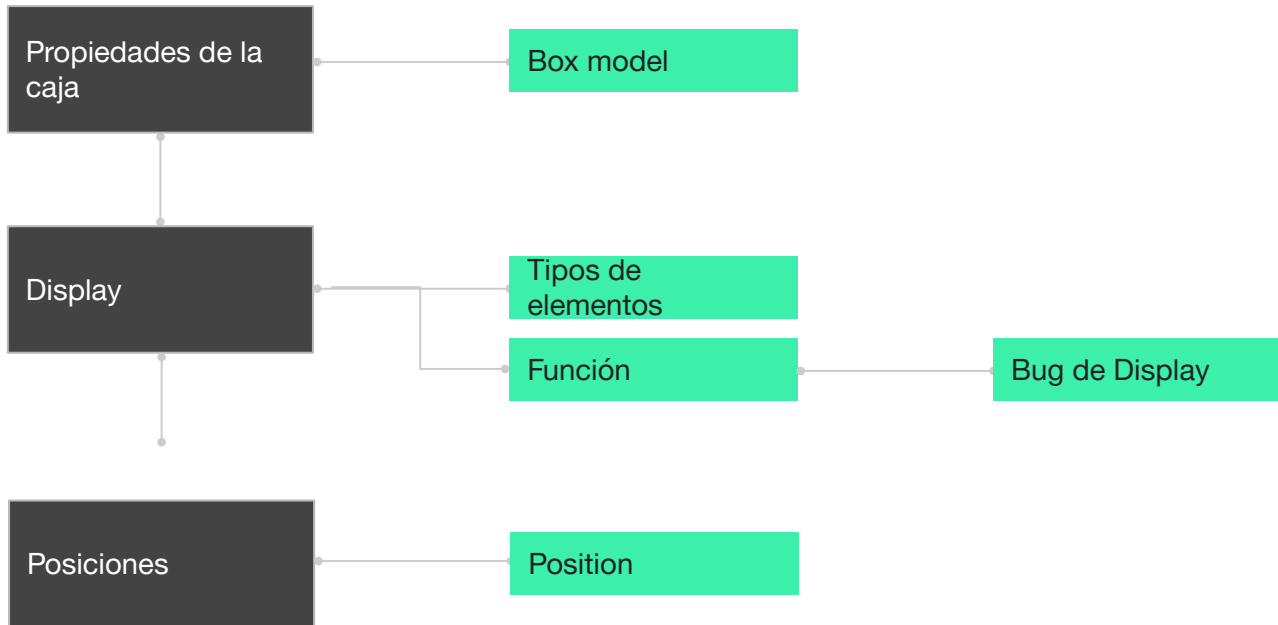 Propiedades de la
caja
Box model
Display
Tipos de
elementos
Función
Bug de Display
Posiciones
Position